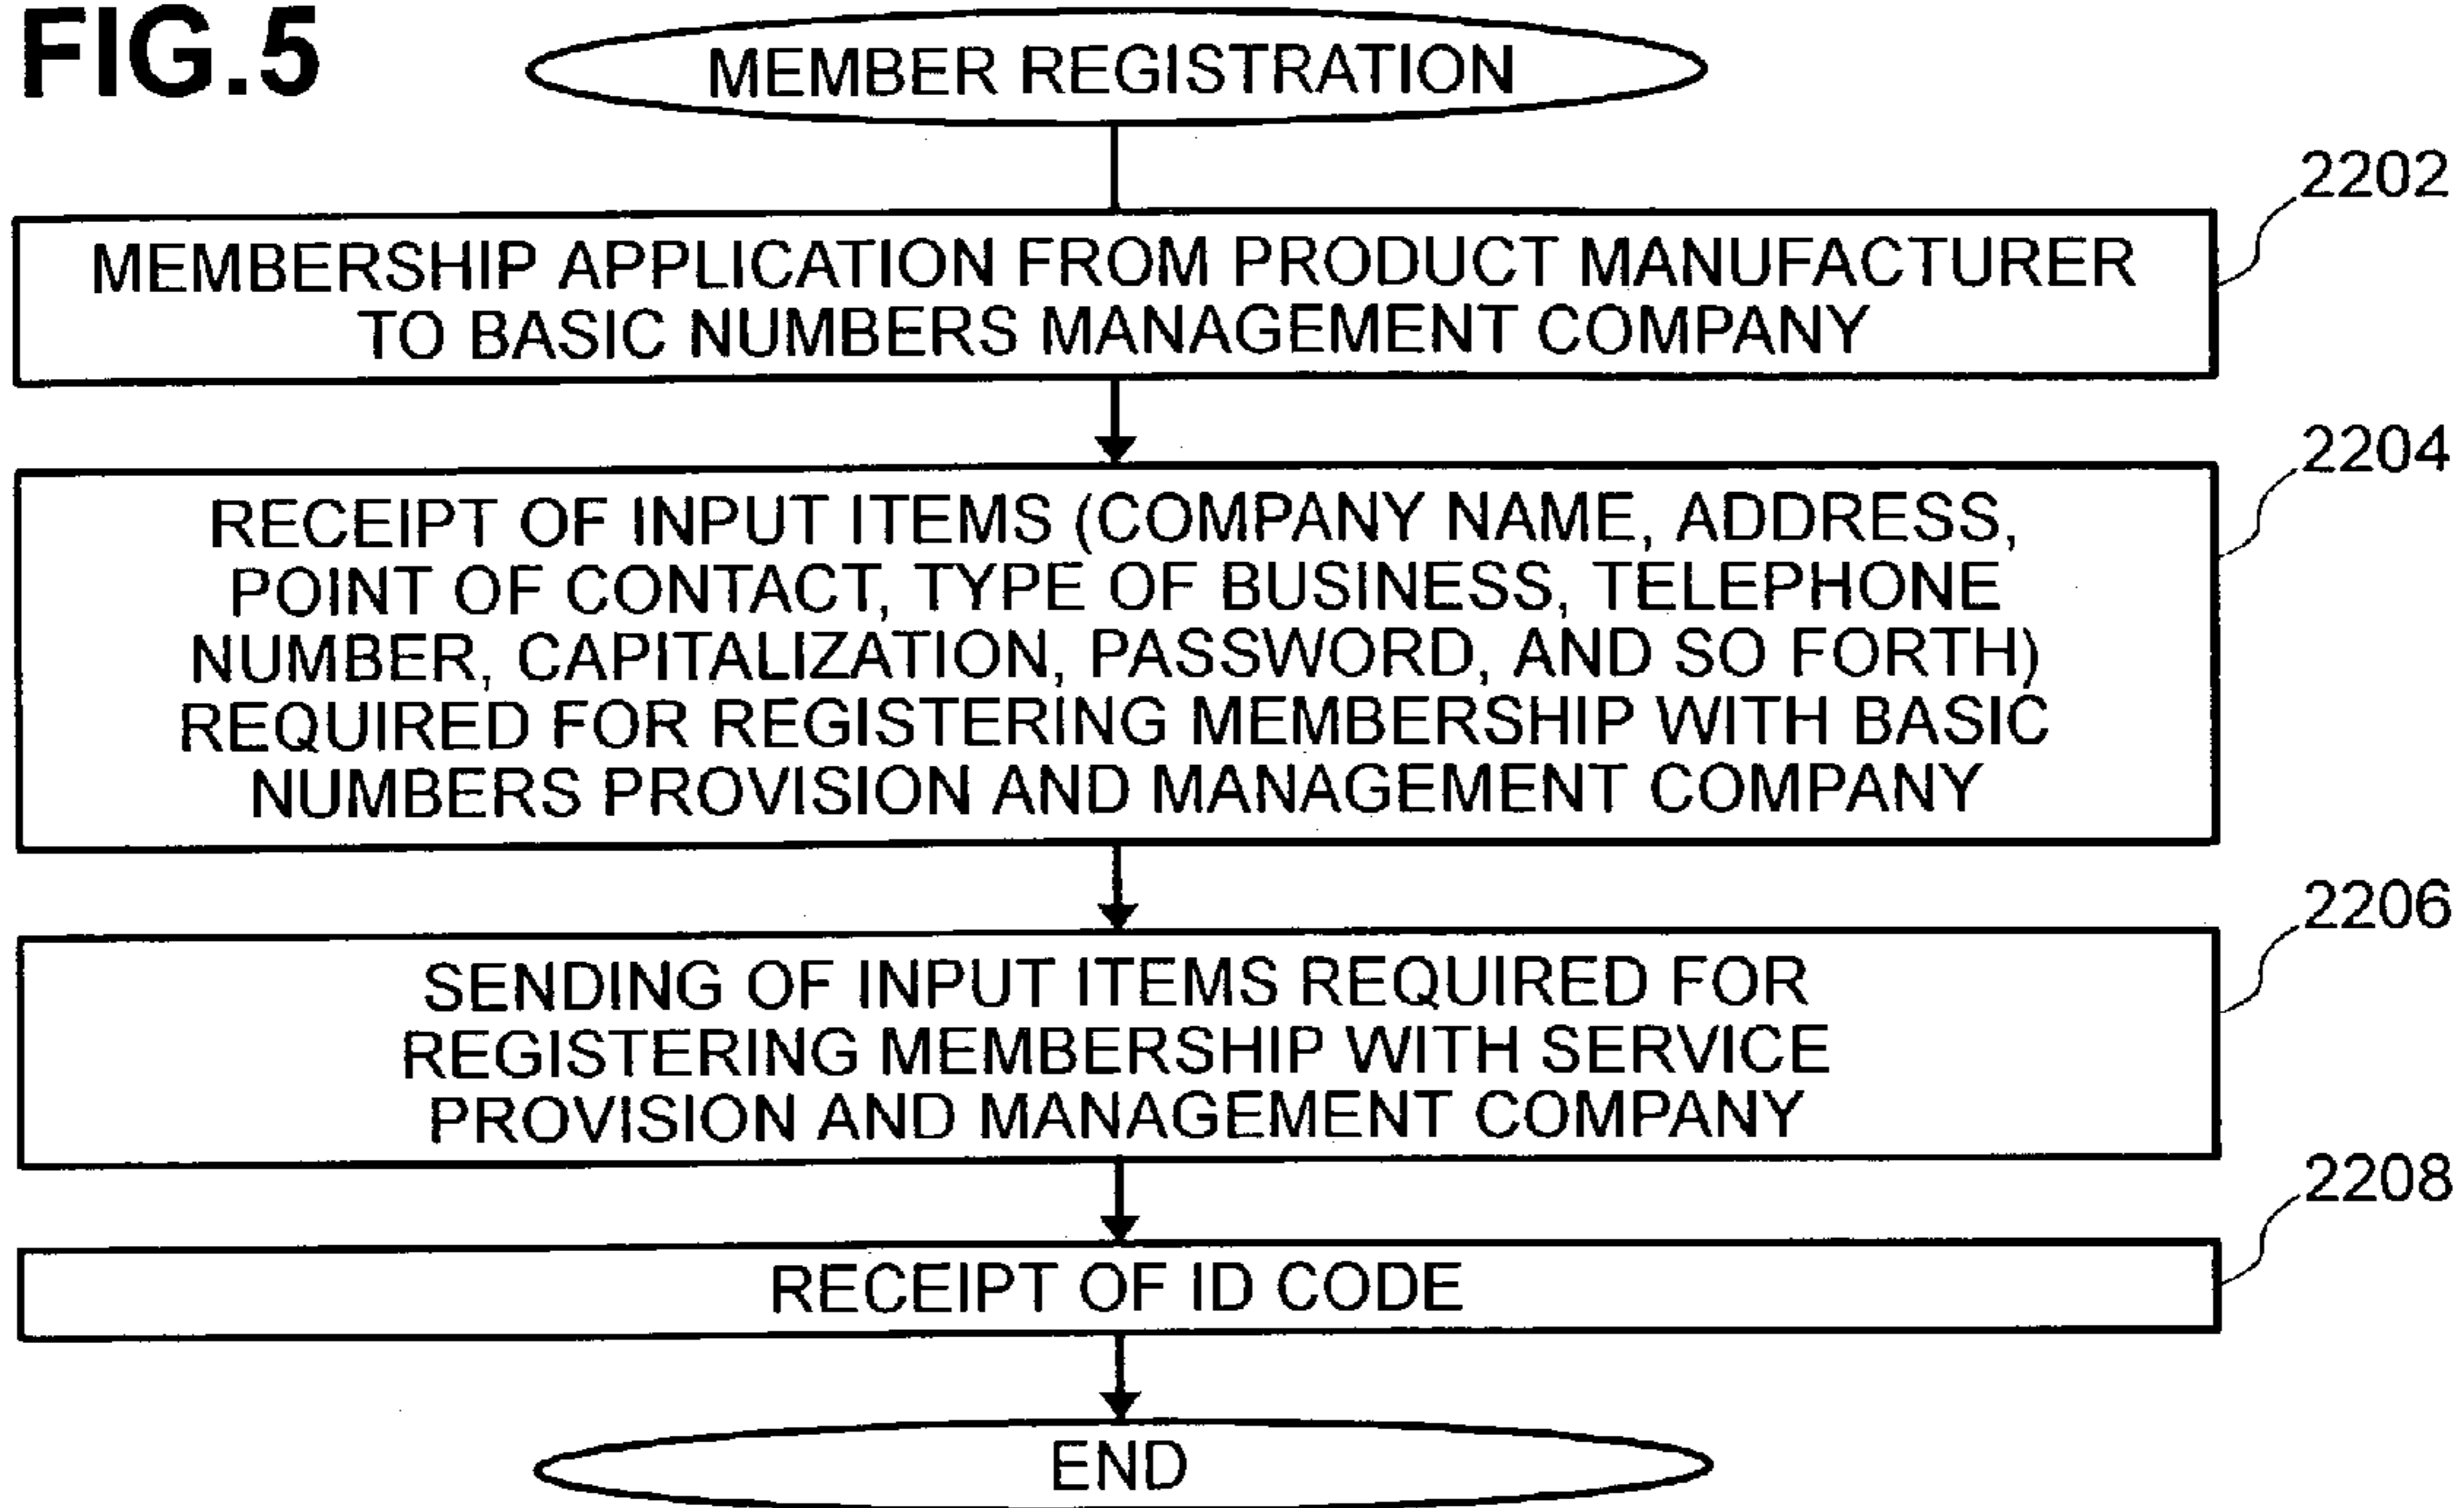 FIG.5
MEMBER REGISTRATION
2202
MEMBERSHIP APPLICATION FROM PRODUCT MANUFACTURER
TO BASIC NUMBERS MANAGEMENT COMPANY
2204
RECEIPT OF INPUT ITEMS (COMPANY NAME, ADDRESS,
POINT OF CONTACT, TYPE OF BUSINESS, TELEPHONE
NUMBER, CAPITALIZATION, PASSWORD, AND SO FORTH)
REQUIRED FOR REGISTERING MEMBERSHIP WITH BASIC
NUMBERS PROVISION AND MANAGEMENT COMPANY
2206
SENDING OF INPUT ITEMS REQUIRED FOR
REGISTERING MEMBERSHIP WITH SERVICE
PROVISION AND MANAGEMENT COMPANY
2208
RECEIPT OF ID CODE
END